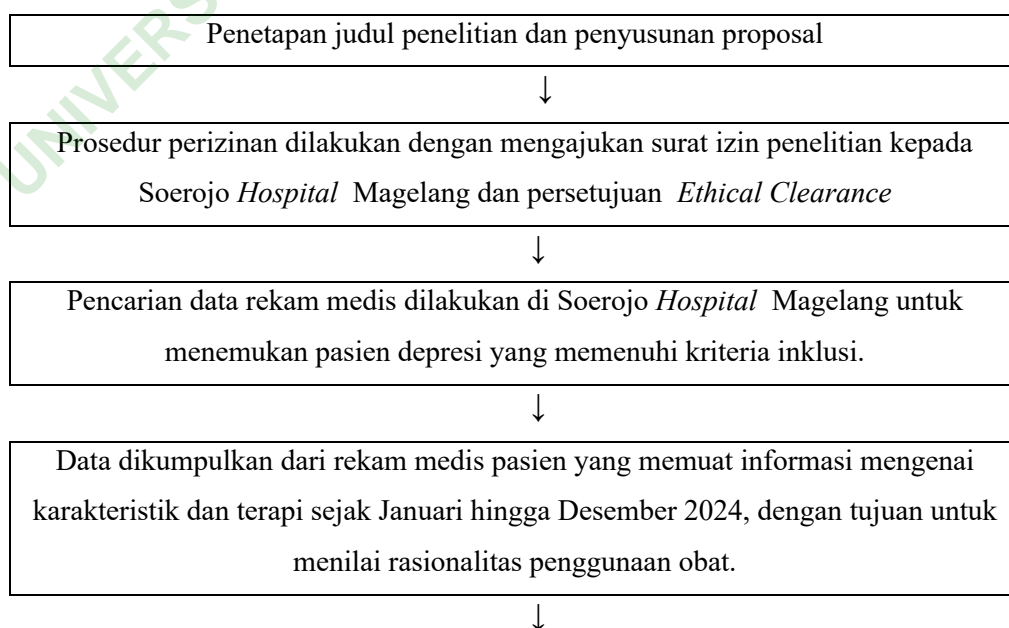 UNIVERS
Penetapan judul penelitian dan penyusunan proposal
↓
Prosedur perizinan dilakukan dengan mengajukan surat izin penelitian kepada
Soerojo Hospital Magelang dan persetujuan Ethical Clearance
↓
Pencarian data rekam medis dilakukan di Soerojo Hospital Magelang untuk
menemukan pasien depresi yang memenuhi kriteria inklusi.
↓
Data dikumpulkan dari rekam medis pasien yang memuat informasi mengenai
karakteristik dan terapi sejak Januari hingga Desember 2024, dengan tujuan untuk
menilai rasionalitas penggunaan obat.
↓